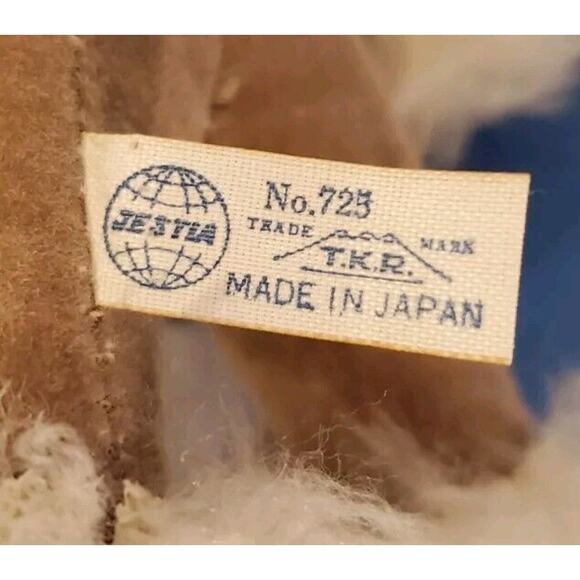 JESTIA
No.725
TRADE MARK
T.K.R.
MADE IN JAPAN